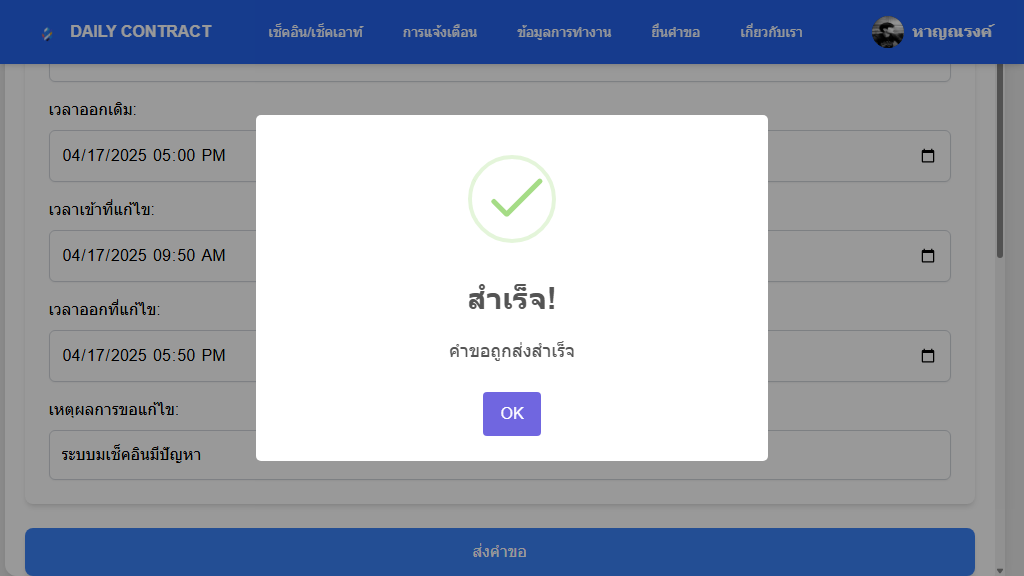 DAILY CONTRACT
เช็คอิน/เช็คเอาท์
การแจ้งเตือน
ข้อมูลการทำงาน
ยื่นคำขอ
เกี่ยวกับเรา
หาญณรงค์
เวลาออกเดิม:
04/17/2025 05:00 PM
เวลาเข้าที่แก้ไข:
04/17/2025 09:50 AM
เวลาออกที่แก้ไข:
04/17/2025 05:50 PM
เหตุผลการขอแก้ไข:
ระบบมเช็คอินมีปัญหา
สำเร็จ!
คำขอถูกส่งสำเร็จ
OK
ส่งคำขอ